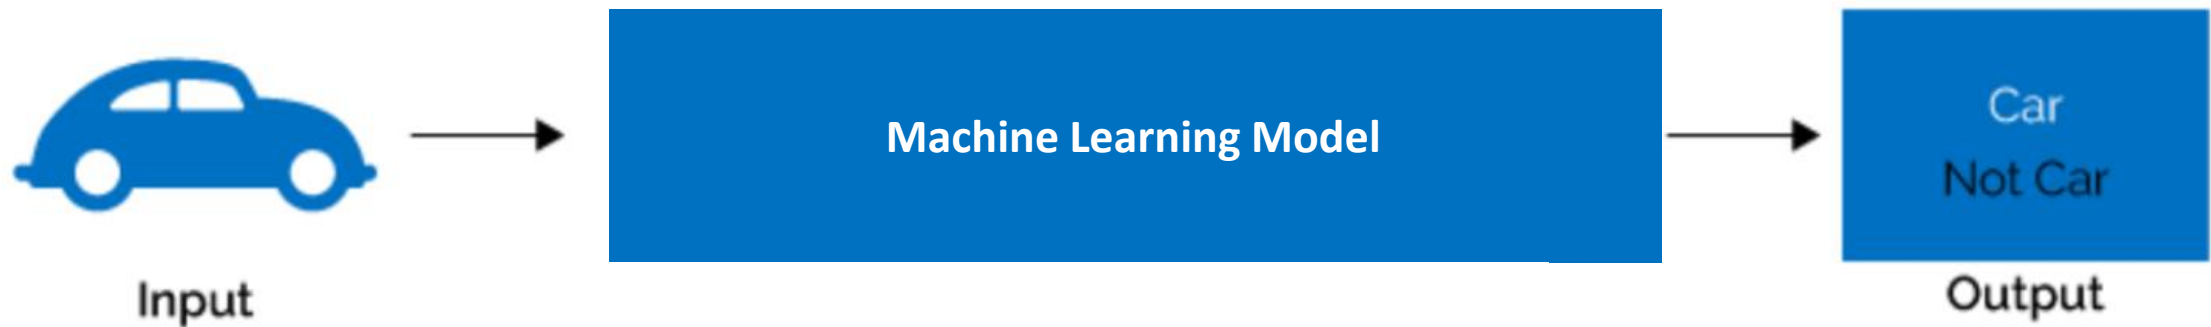 Machine Learning Model
Car
Not Car
Input
Output